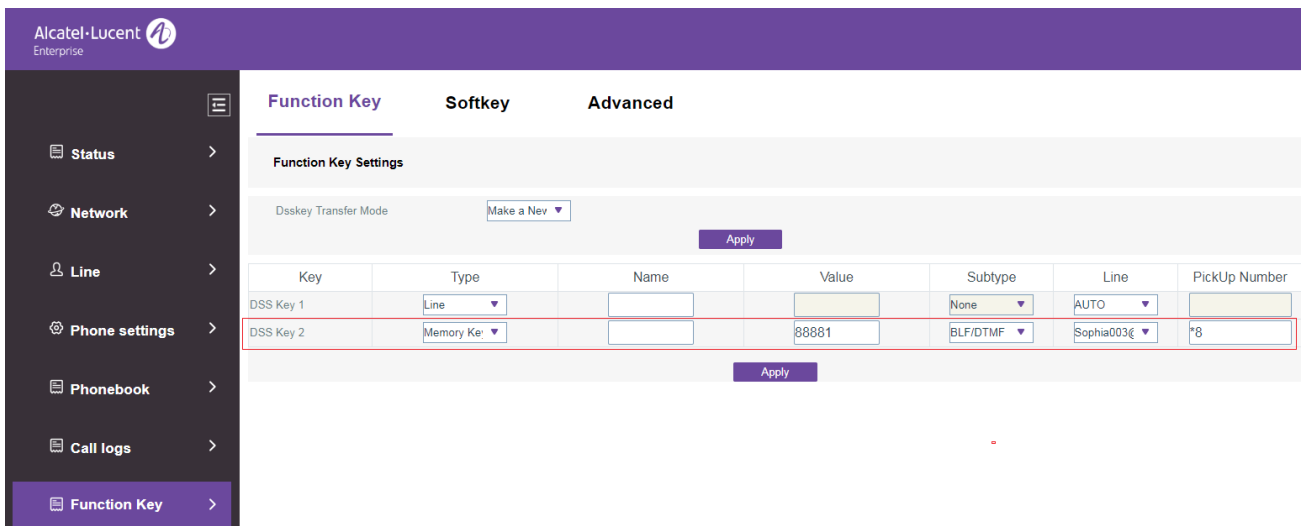 Alcatel·Lucent
Enterprise
Function Key Softkey Advanced
Status
Function Key Settings
Network
Dsskey Transfer Mode Make a Nev
Apply
Line
Key Type Name Value Subtype Line PickUp Number
DSS Key 1 Line None AUTO
Phone settings
DSS Key 2 Memory Ke 88881 BLF/DTMF Sophia003@ *8
Apply
Phonebook
Call logs
Function Key